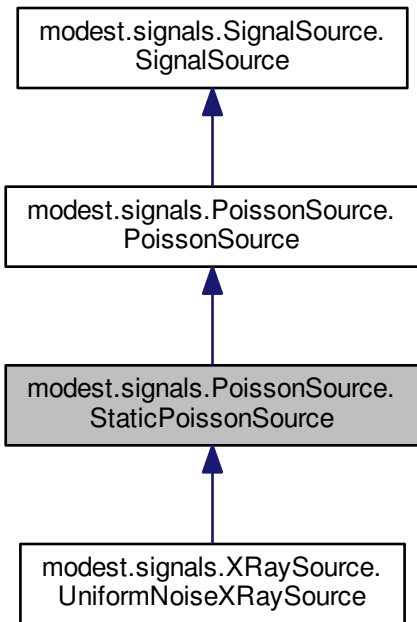 modest.signals.SignalSource.
SignalSource
modest.signals.PoissonSource.
PoissonSource
modest.signals.PoissonSource.
StaticPoissonSource
modest.signals.XRaySource.
UniformNoiseXRaySource